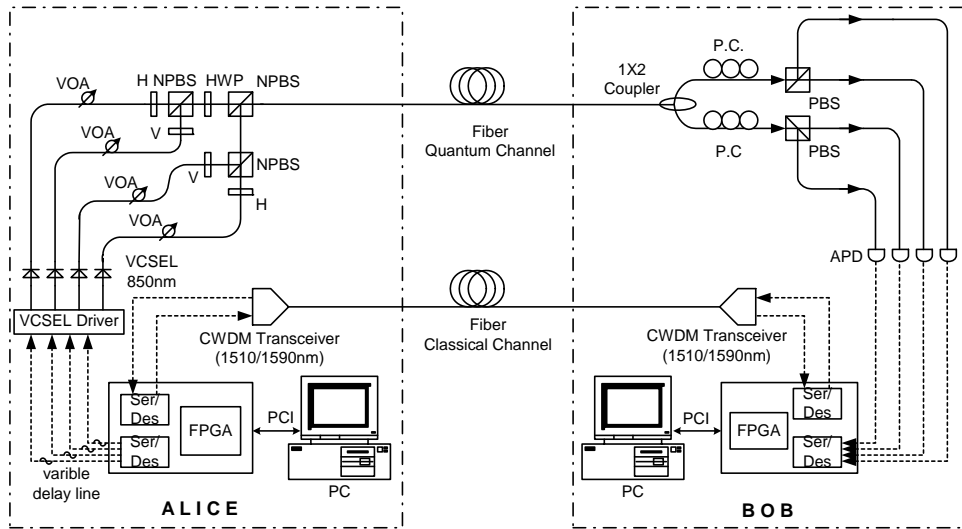 H NPBS HWP NPBS
VOA
VOA
V
VOA
V
NPBS
VOA
H
VCSEL
850nm
VCSEL Driver
CWDM Transceiver
(1510/1590nm)
Ser/
Des
Ser/
Des
FPGA
PCI
PC
varible
delay line
A L I C E
Fiber
Quantum Channel
Fiber
Classical Channel
1X2
Coupler
P.C.
PBS
P.C
PBS
APD
CWDM Transceiver
(1510/1590nm)
Ser/
Des
Ser/
Des
FPGA
PCI
PC
B O B